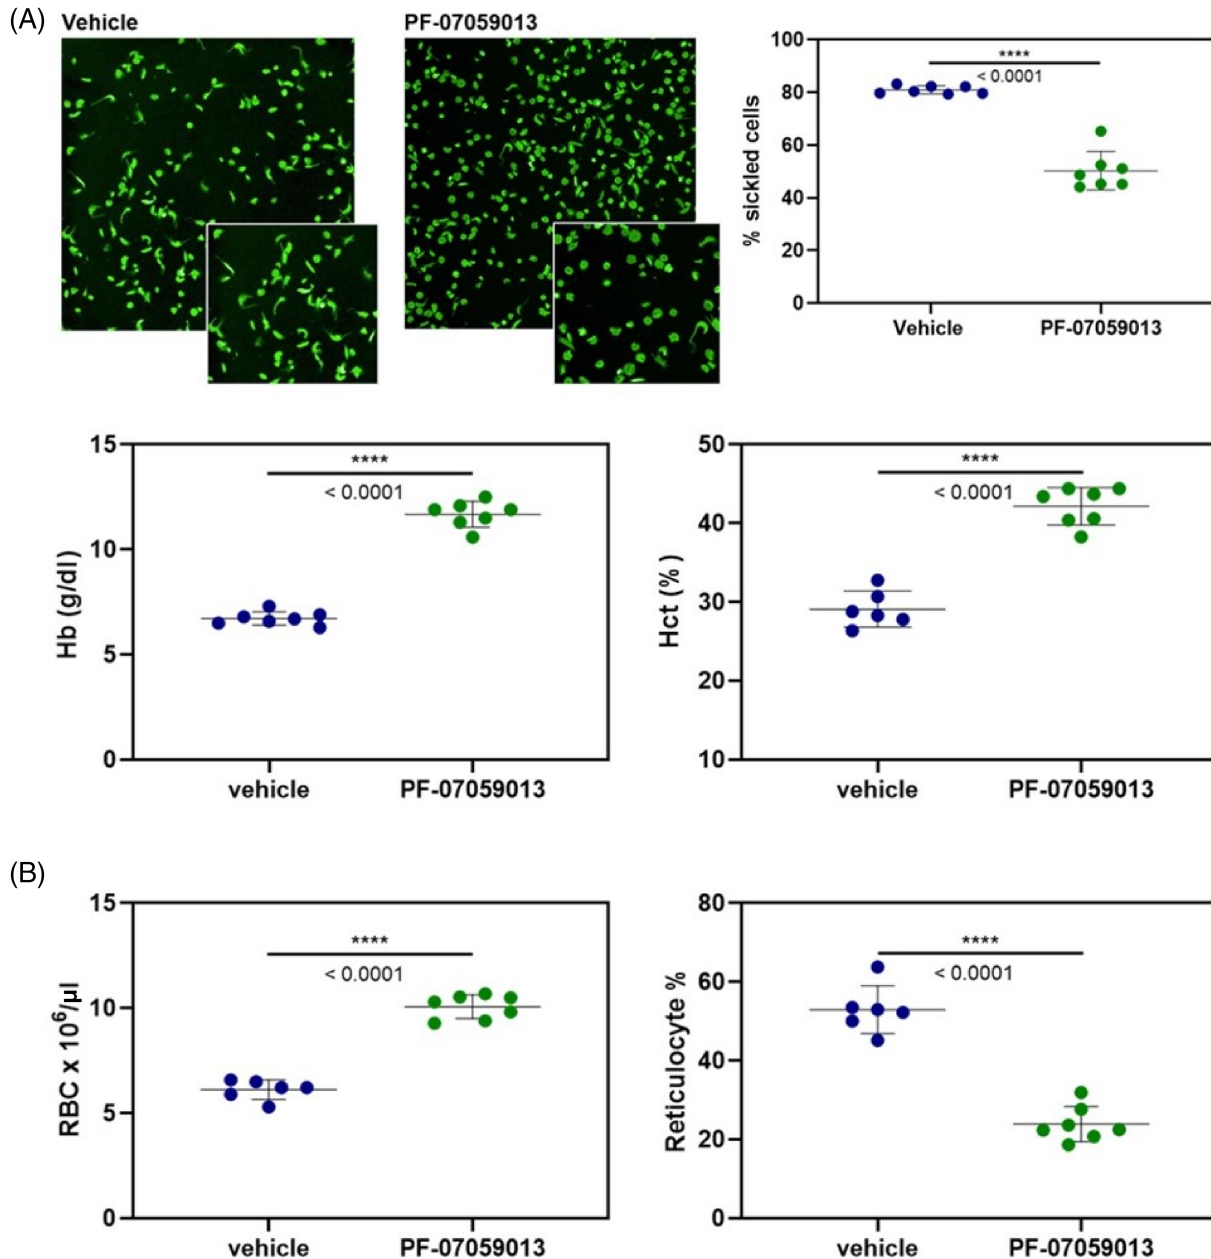 (A)
Vehicle
PF-07059013
% sickled cells
100
80
60
40
20
0
****
< 0.0001
Vehicle
PF-07059013
Hb (g/dl)
15
10
5
0
****
< 0.0001
vehicle
PF-07059013
Hct (%)
50
40
30
20
10
****
< 0.0001
vehicle
PF-07059013
(B)
RBC x 10⁶/µl
15
10
5
0
****
< 0.0001
vehicle
PF-07059013
Reticulocyte %
80
60
40
20
0
****
< 0.0001
vehicle
PF-07059013